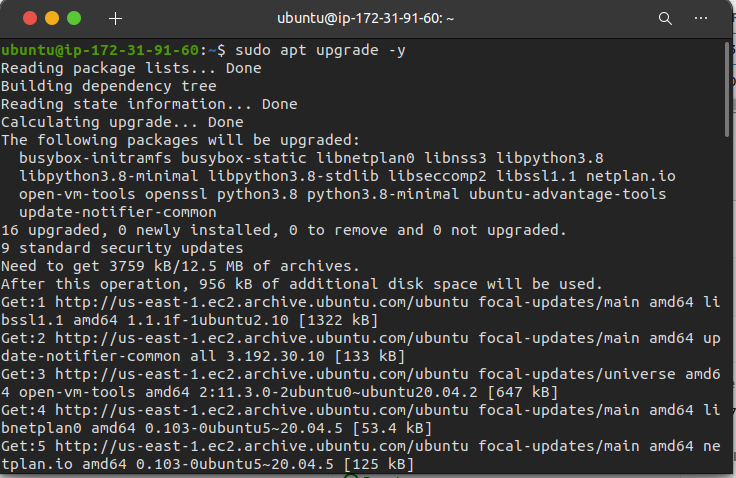 ubuntu@ip-172-31-91-60: ~
ubuntu@ip-172-31-91-60:~$ sudo apt upgrade -y
Reading package lists... Done
Building dependency tree
Reading state information... Done
Calculating upgrade... Done
The following packages will be upgraded:
  busybox-initramfs busybox-static libnetplan0 libnss3 libpython3.8
  libpython3.8-minimal libpython3.8-stdlib libseccomp2 libssl1.1 netplan.io
  open-vm-tools openssl python3.8 python3.8-minimal ubuntu-advantage-tools
  update-notifier-common
16 upgraded, 0 newly installed, 0 to remove and 0 not upgraded.
9 standard security updates
Need to get 3759 kB/12.5 MB of archives.
After this operation, 956 kB of additional disk space will be used.
Get:1 http://us-east-1.ec2.archive.ubuntu.com/ubuntu focal-updates/main amd64 li
bssl1.1 amd64 1.1.1f-1ubuntu2.10 [1322 kB]
Get:2 http://us-east-1.ec2.archive.ubuntu.com/ubuntu focal-updates/main amd64 up
date-notifier-common all 3.192.30.10 [133 kB]
Get:3 http://us-east-1.ec2.archive.ubuntu.com/ubuntu focal-updates/universe amd6
4 open-vm-tools amd64 2:11.3.0-2ubuntu0~ubuntu20.04.2 [647 kB]
Get:4 http://us-east-1.ec2.archive.ubuntu.com/ubuntu focal-updates/main amd64 li
bnetplan0 amd64 0.103-0ubuntu5~20.04.5 [53.4 kB]
Get:5 http://us-east-1.ec2.archive.ubuntu.com/ubuntu focal-updates/main amd64 ne
tplan.io amd64 0.103-0ubuntu5~20.04.5 [125 kB]